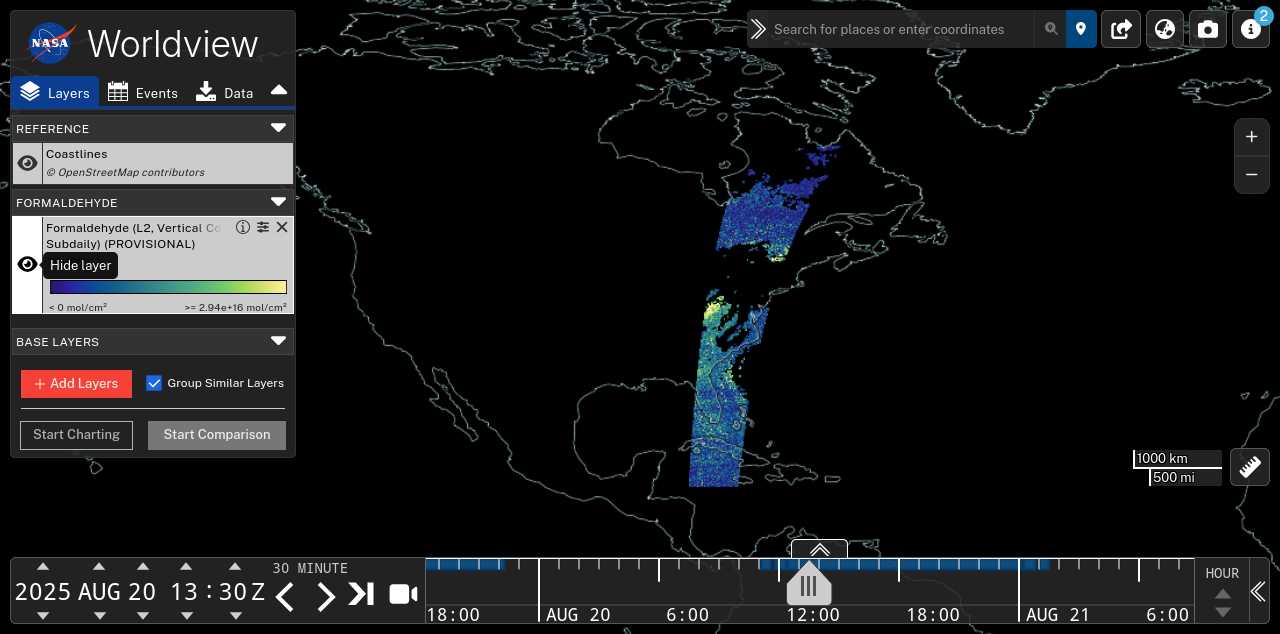 NASA
Worldview
Layers
Events
Data
REFERENCE
Coastlines
© OpenStreetMap contributors
FORMALDEHYDE
Formaldehyde (L2, Vertical Co
Subdaily) (PROVISIONAL)
Hide layer
< 0 mol/cm²
>= 2.94e+16 mol/cm²
BASE LAYERS
+ Add Layers
Group Similar Layers
Start Charting
Start Comparison
Search for places or enter coordinates
2
+
−
1000 km
500 mi
2025 AUG 20 13 : 30 Z
30 MINUTE
18:00
AUG 20
6:00
12:00
18:00
AUG 21
6:00
HOUR